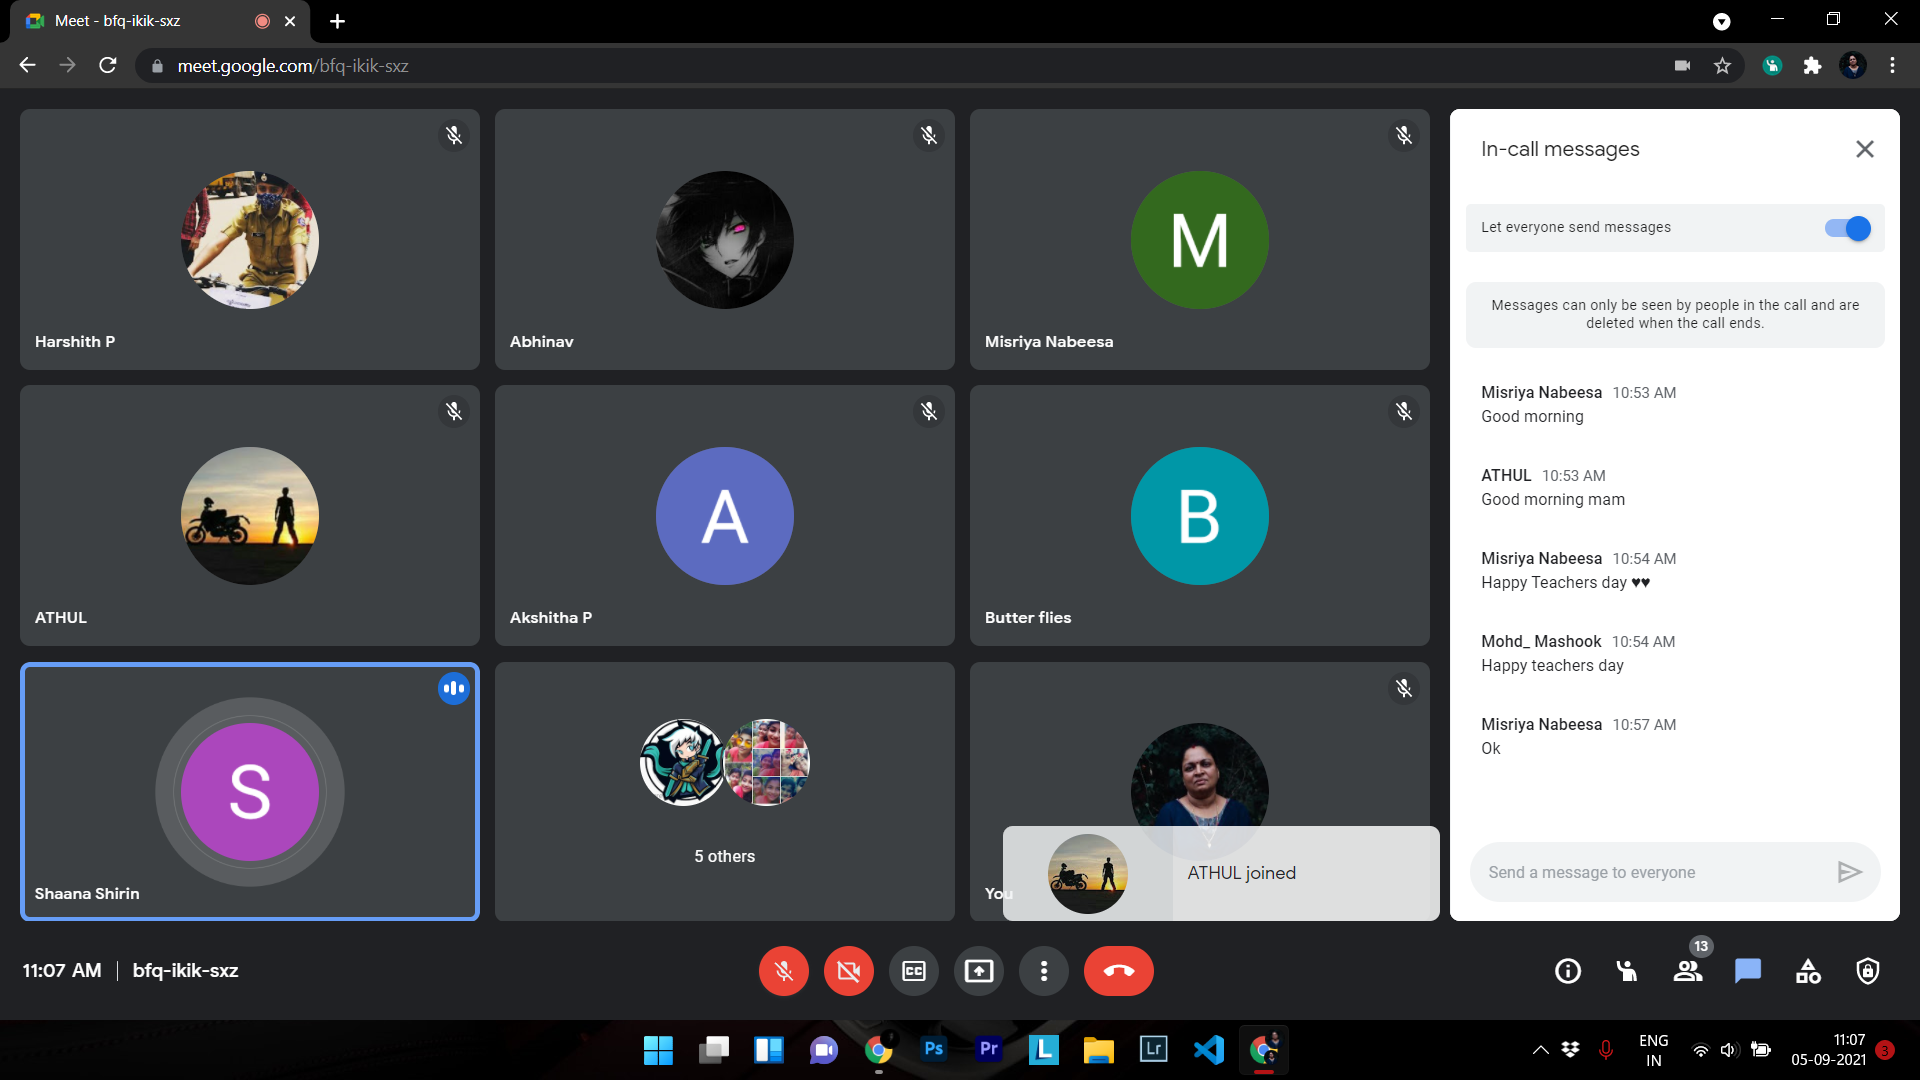 Meet - bfq-ikik-sxz
meet.google.com/bfq-ikik-sxz
Harshith P
Abhinav
M
Misriya Nabeesa
ATHUL
A
Akshitha P
B
Butter flies
S
Shaana Shirin
5 others
You
ATHUL joined
In-call messages
Let everyone send messages
Messages can only be seen by people in the call and are
deleted when the call ends.
Misriya Nabeesa 10:53 AM
Good morning
ATHUL 10:53 AM
Good morning mam
Misriya Nabeesa 10:54 AM
Happy Teachers day ♥♥
Mohd_ Mashook 10:54 AM
Happy teachers day
Misriya Nabeesa 10:57 AM
Ok
Send a message to everyone
11:07 AM | bfq-ikik-sxz
CC
13
Ps
Pr
L
Lr
ENG
IN
11:07
05-09-2021
3